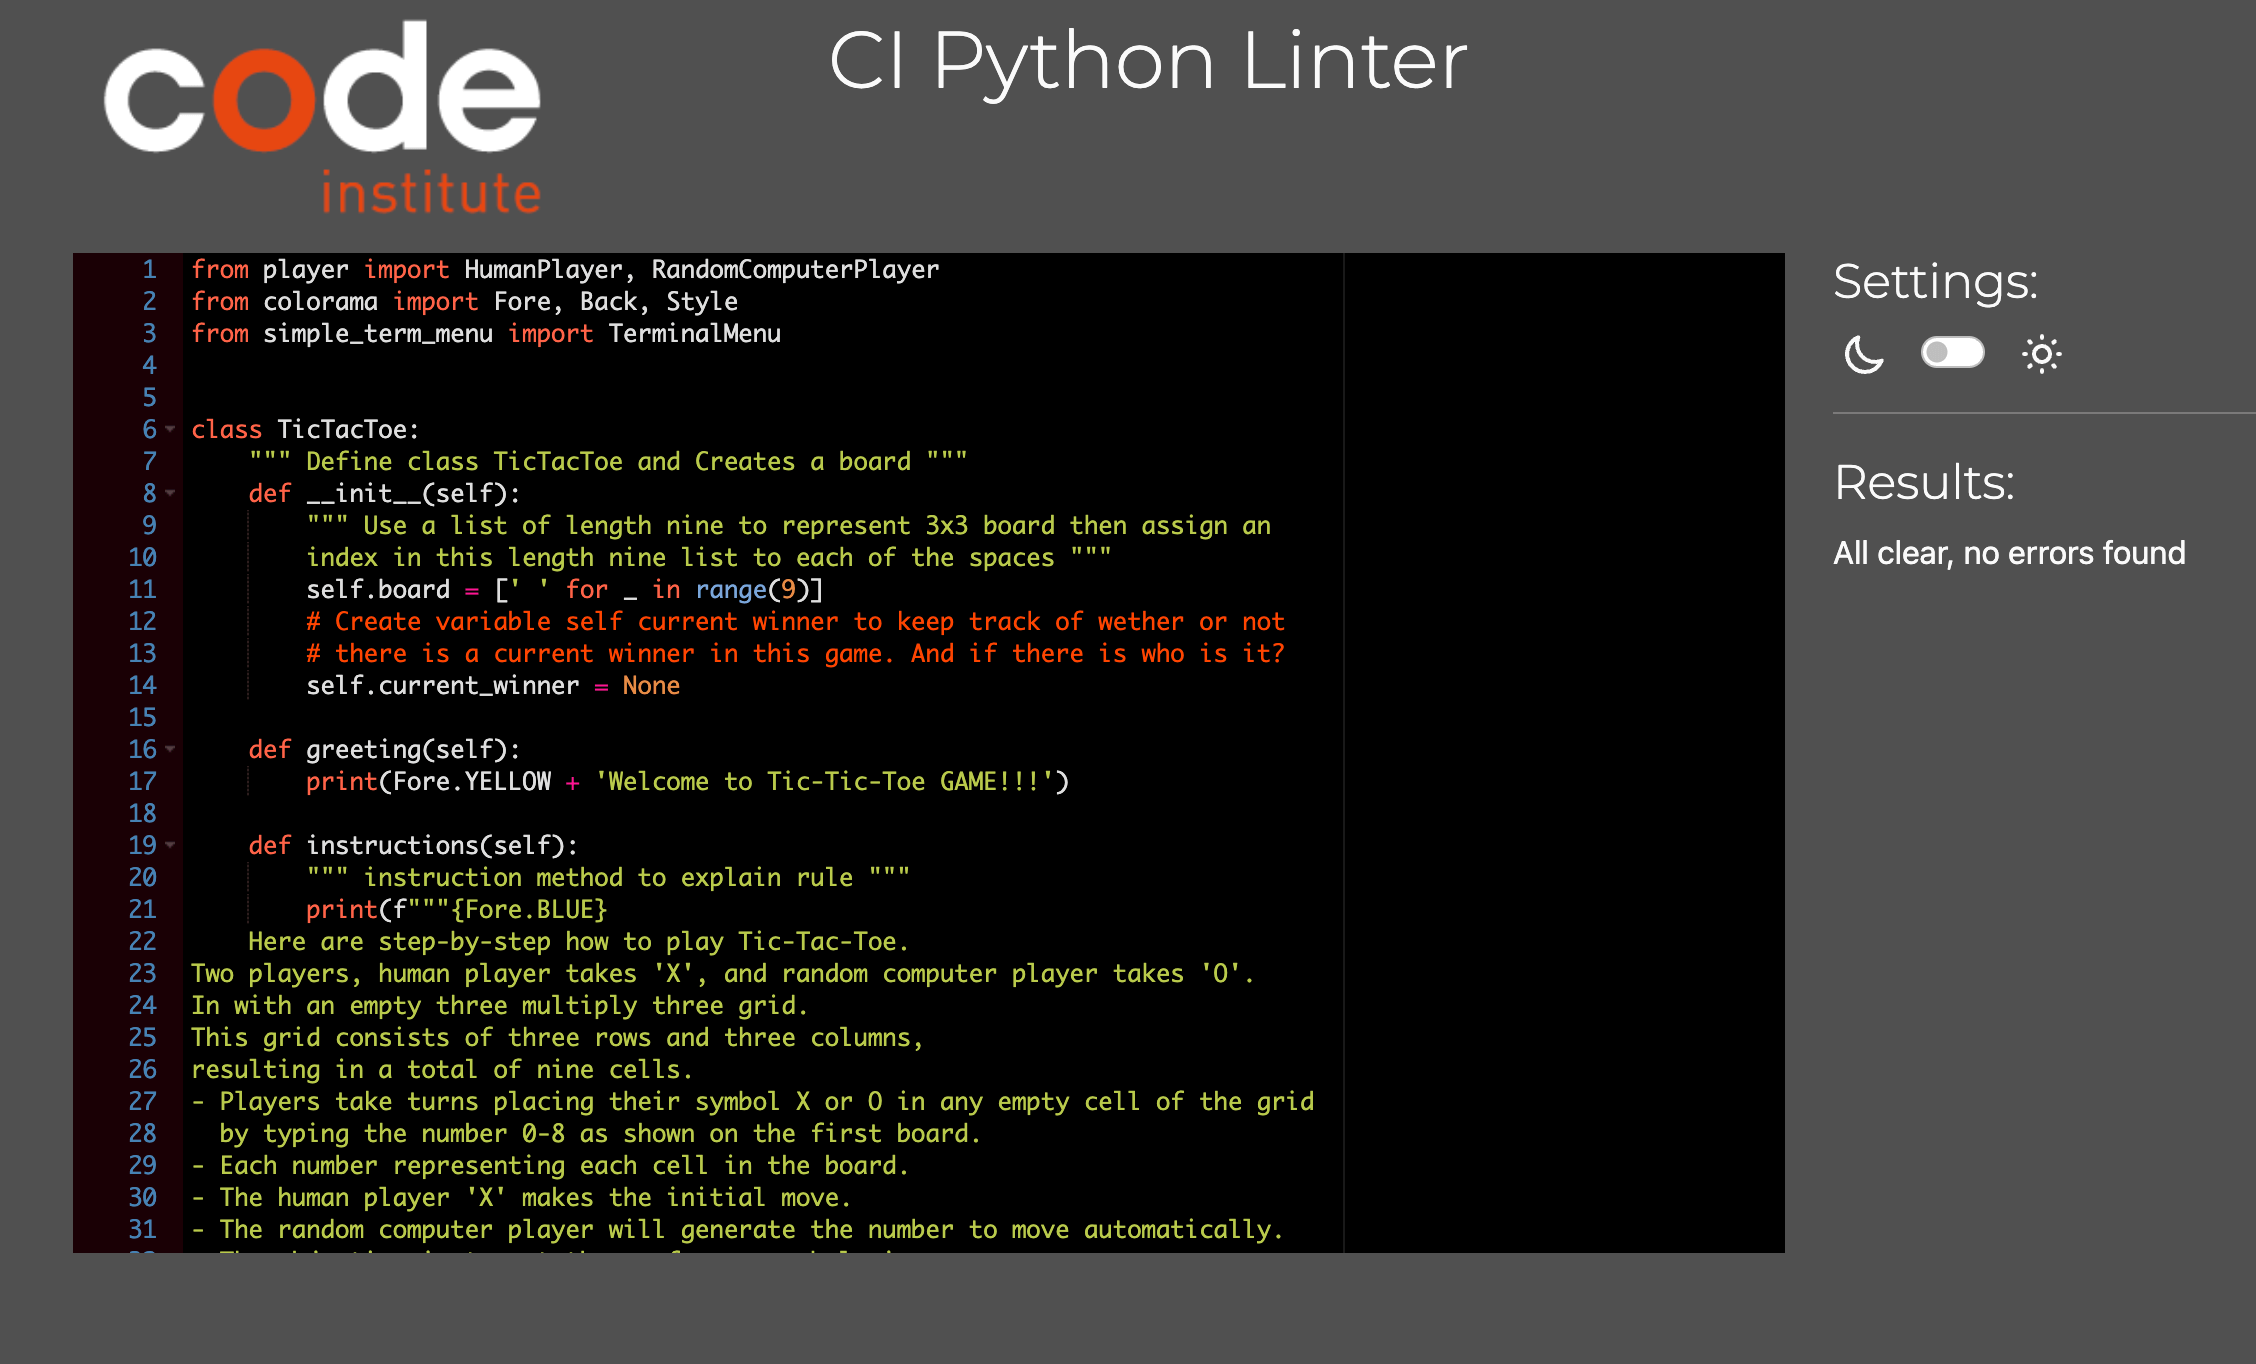 code
institute
CI Python Linter
1 from player import HumanPlayer, RandomComputerPlayer
2 from colorama import Fore, Back, Style
3 from simple_term_menu import TerminalMenu
4
5
6 class TicTacToe:
7     """ Define class TicTacToe and Creates a board """
8     def __init__(self):
9         """ Use a list of length nine to represent 3x3 board then assign an
10         index in this length nine list to each of the spaces """
11         self.board = [' ' for _ in range(9)]
12         # Create variable self current winner to keep track of wether or not
13         # there is a current winner in this game. And if there is who is it?
14         self.current_winner = None
15
16     def greeting(self):
17         print(Fore.YELLOW + 'Welcome to Tic-Tic-Toe GAME!!!')
18
19     def instructions(self):
20         """ instruction method to explain rule """
21         print(f"""{Fore.BLUE}
22     Here are step-by-step how to play Tic-Tac-Toe.
23 Two players, human player takes 'X', and random computer player takes 'O'.
24 In with an empty three multiply three grid.
25 This grid consists of three rows and three columns,
26 resulting in a total of nine cells.
27 - Players take turns placing their symbol X or O in any empty cell of the grid
28   by typing the number 0-8 as shown on the first board.
29 - Each number representing each cell in the board.
30 - The human player 'X' makes the initial move.
31 - The random computer player will generate the number to move automatically.
Settings:
Results:
All clear, no errors found